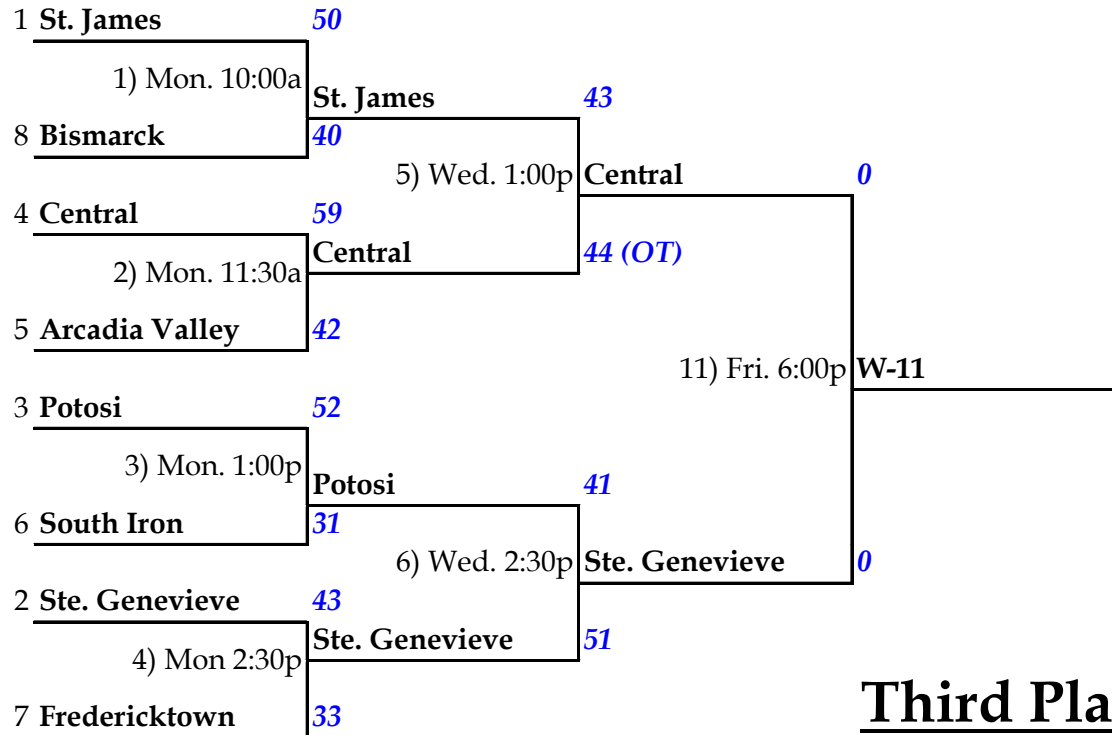 1 St. James 50
1) Mon. 10:00a
St. James 43
8 Bismarck 40
5) Wed. 1:00p Central 0
4 Central 59
Central 44 (OT)
2) Mon. 11:30a
5 Arcadia Valley 42
11) Fri. 6:00p W-11
3 Potosi 52
3) Mon. 1:00p
Potosi 41
6 South Iron 31
6) Wed. 2:30p Ste. Genevieve 0
2 Ste. Genevieve 43
Ste. Genevieve 51
4) Mon 2:30p
7 Fredericktown 33
Third Pla